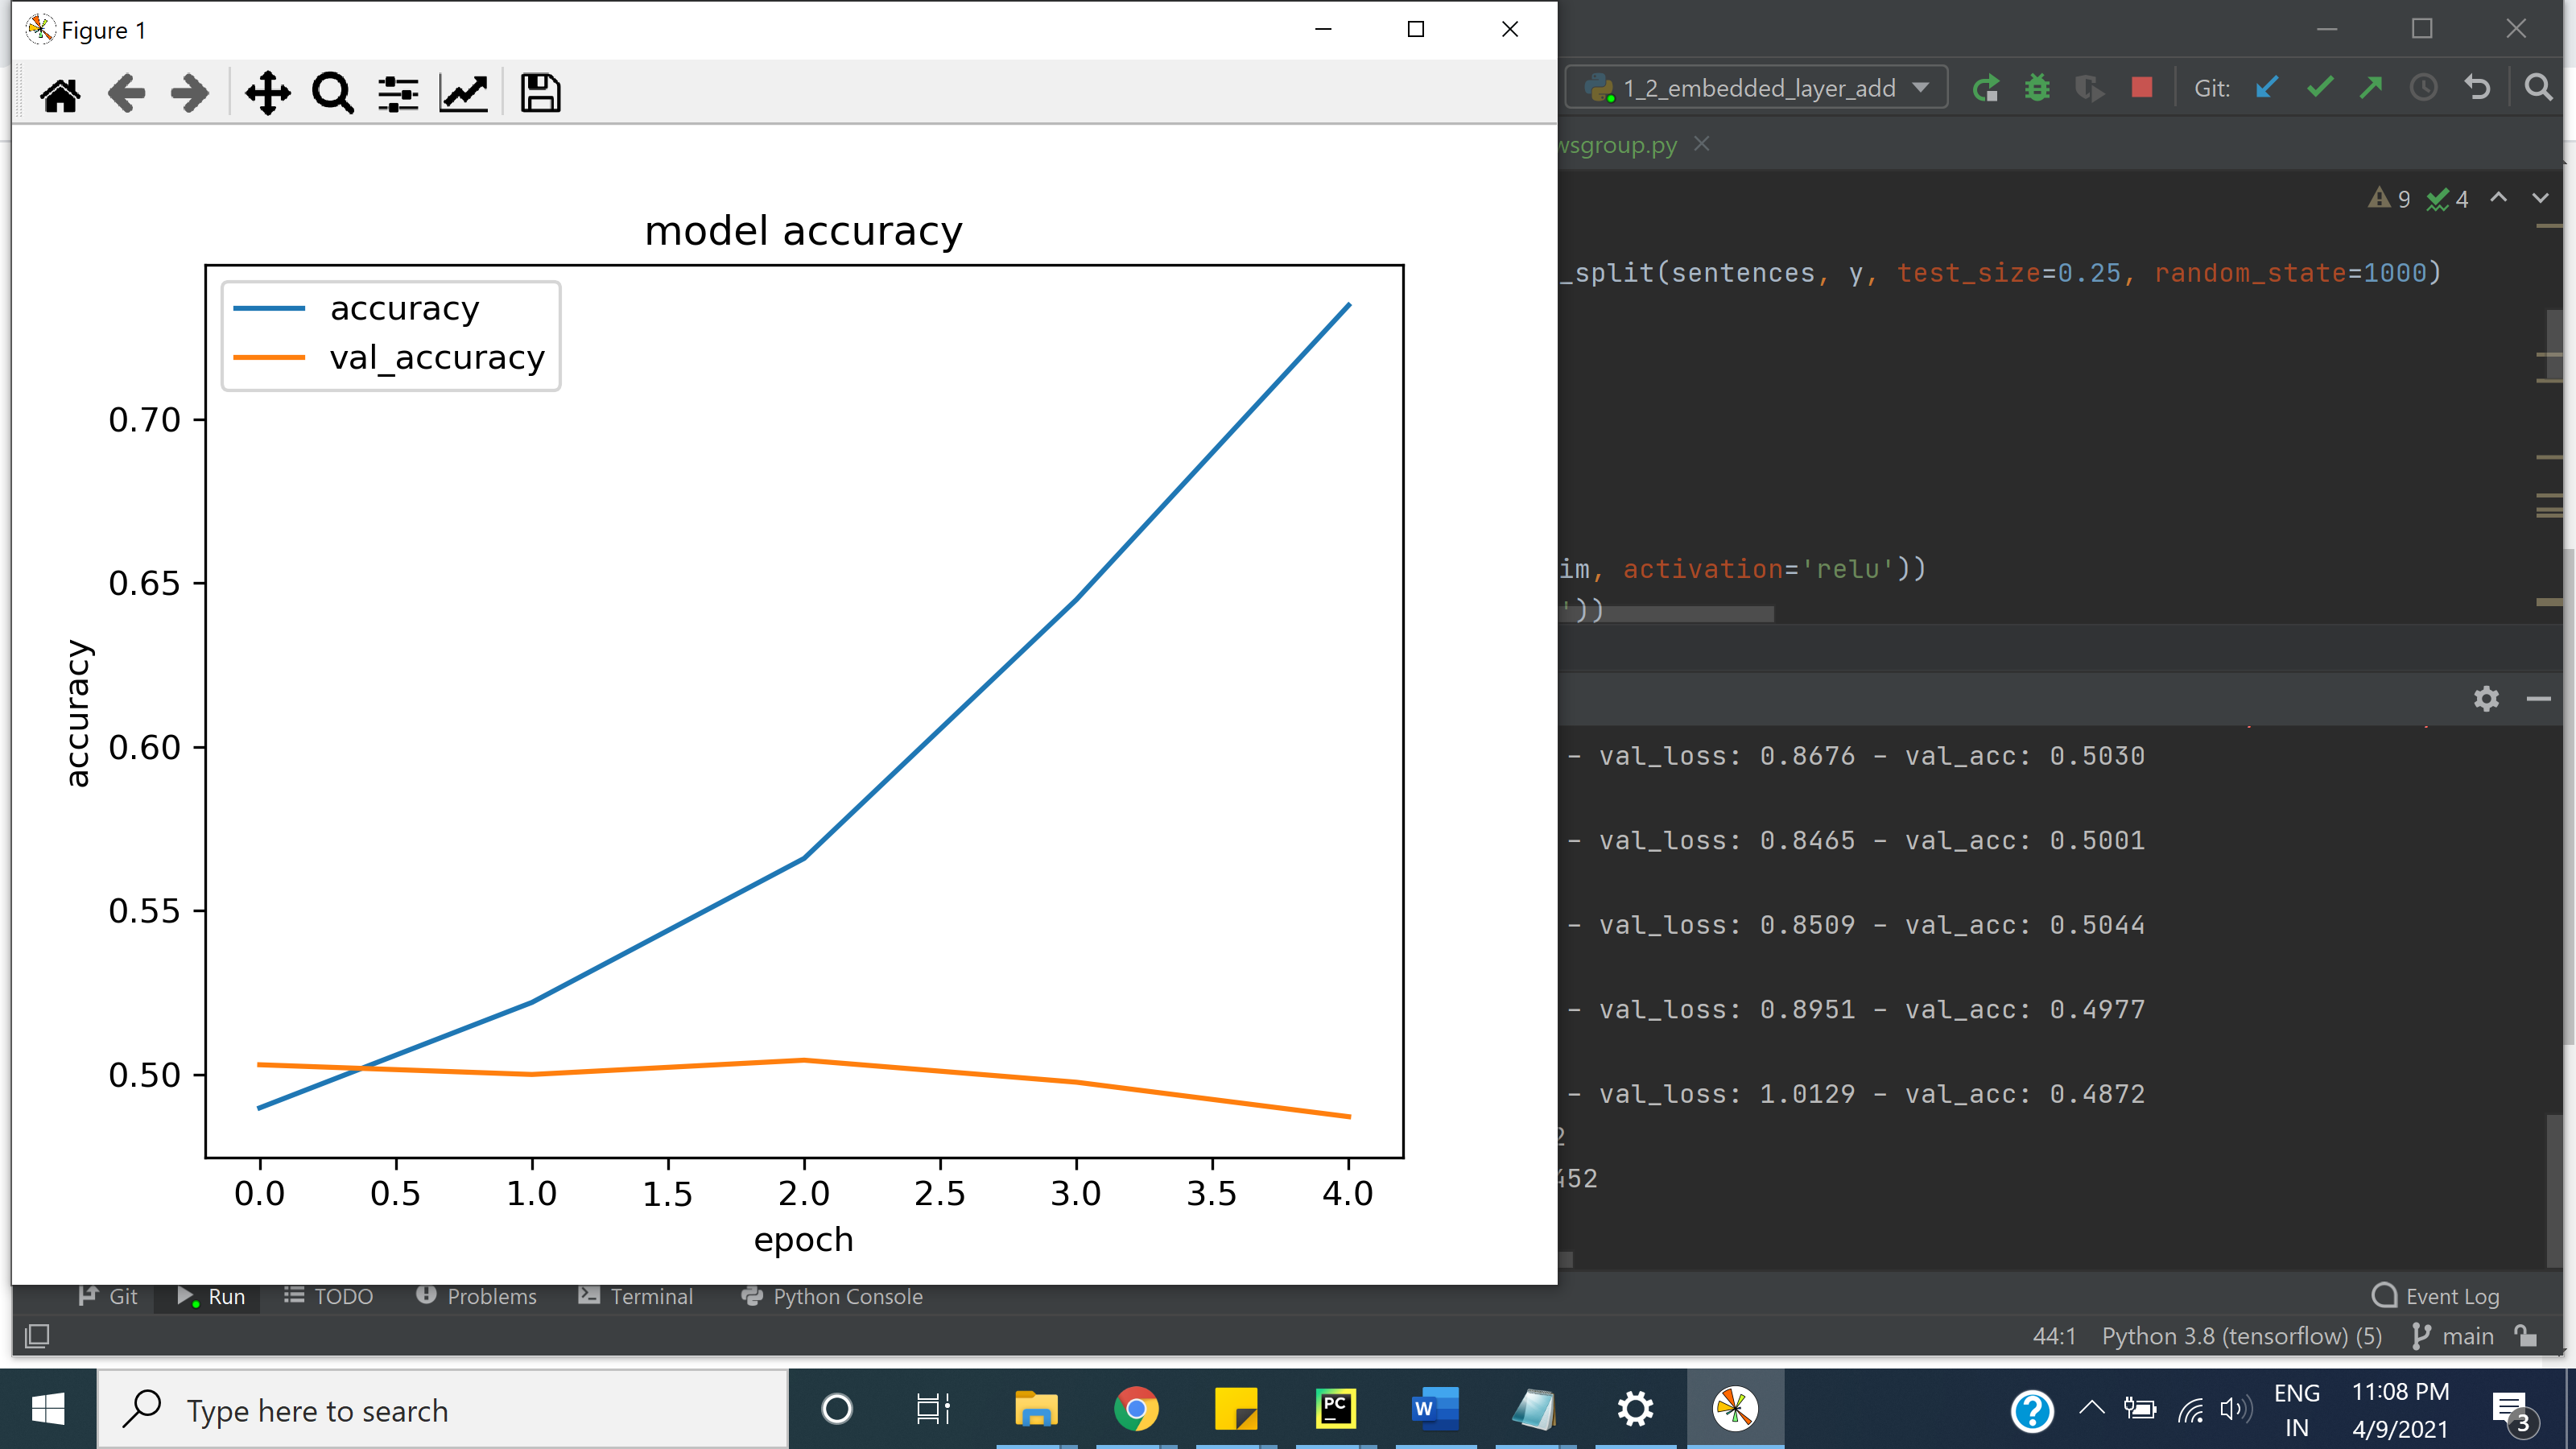 Figure 1
1_2_embedded_layer_add
Git:
wsgroup.py
9 4
model accuracy
accuracy
val_accuracy
0.70
0.65
0.60
0.55
0.50
accuracy
0.0 0.5 1.0 1.5 2.0 2.5 3.0 3.5 4.0
epoch
_split(sentences, y, test_size=0.25, random_state=1000)
im, activation='relu'))
'))
- val_loss: 0.8676 - val_acc: 0.5030
- val_loss: 0.8465 - val_acc: 0.5001
- val_loss: 0.8509 - val_acc: 0.5044
- val_loss: 0.8951 - val_acc: 0.4977
- val_loss: 1.0129 - val_acc: 0.4872
2
452
Git Run TODO Problems Terminal Python Console Event Log
44:1 Python 3.8 (tensorflow) (5) main
Type here to search
PC
W
ENG
IN
11:08 PM
4/9/2021
3